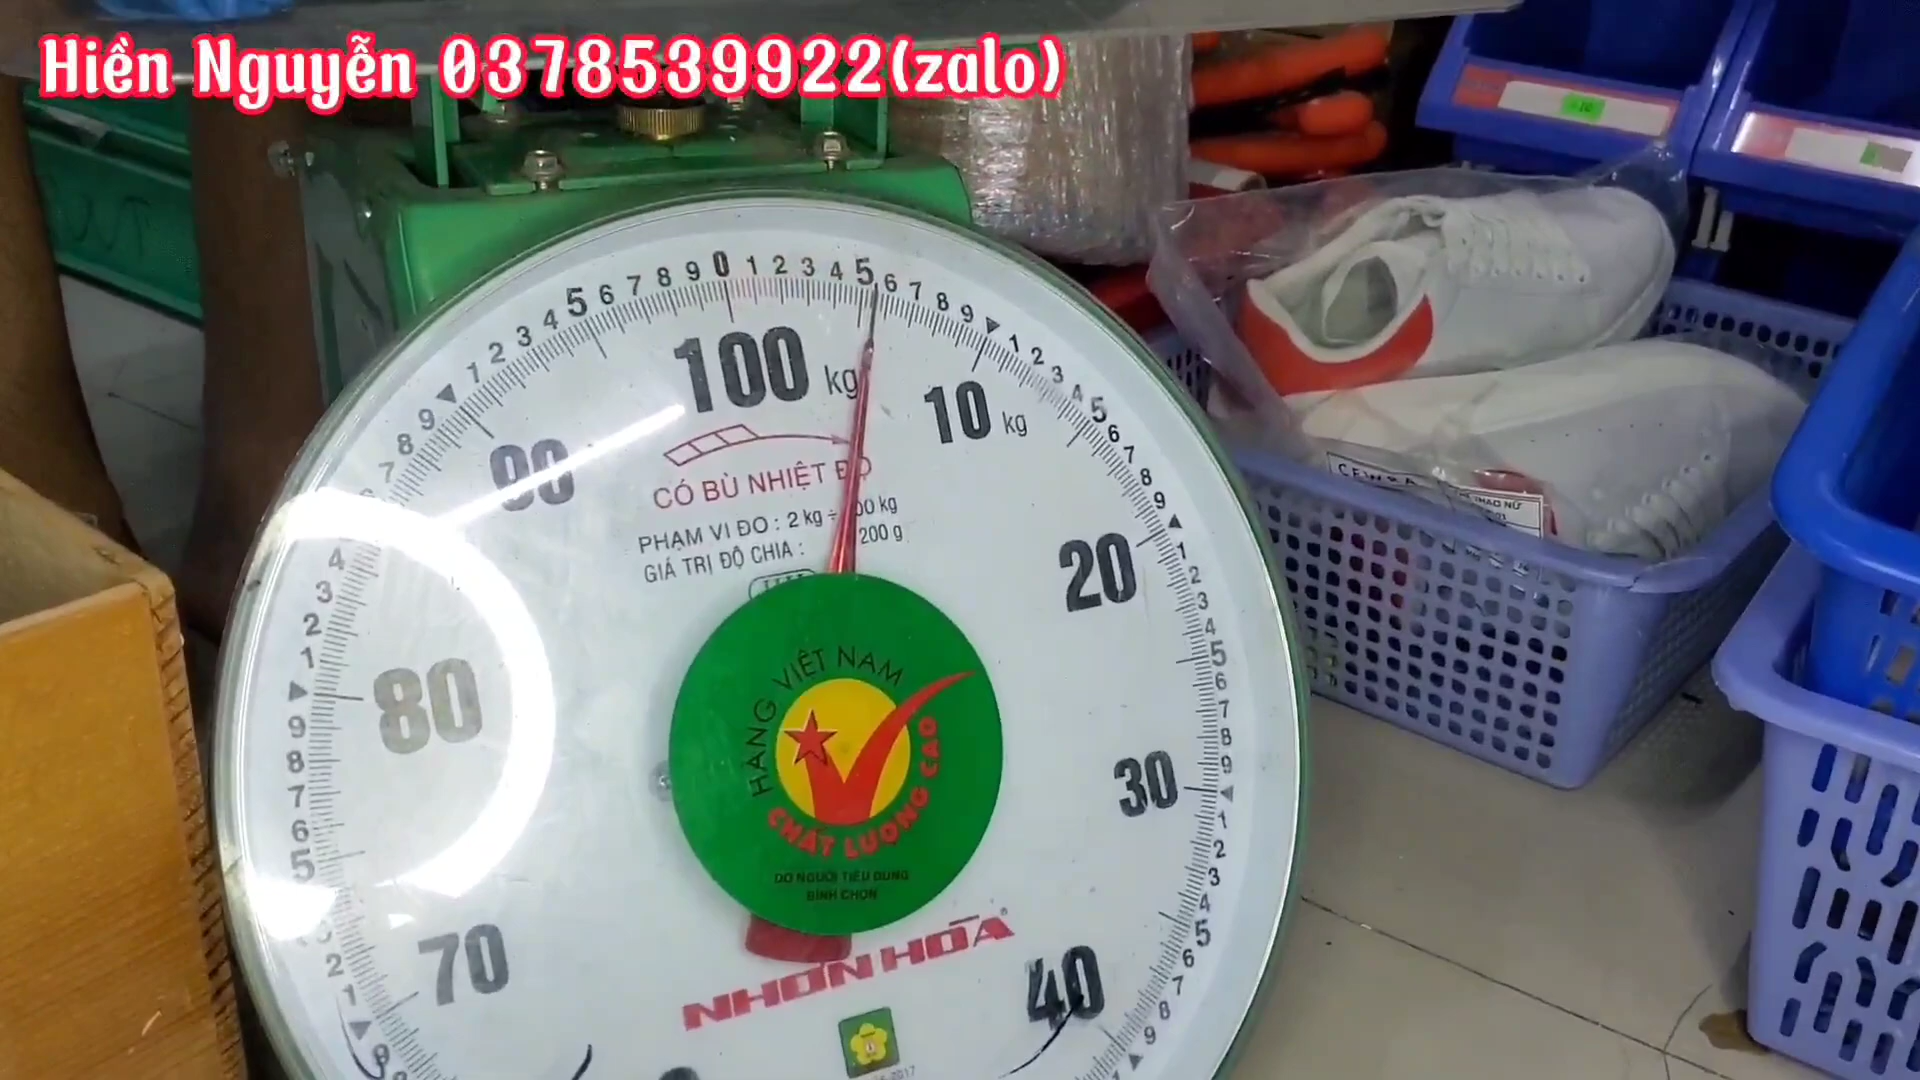 Hiền Nguyễn 0378539922(zalo)
100 kg
10 kg
20
30
40
70
80
90
CÓ BÙ NHIỆT ĐỘ
PHẠM VI ĐO : 2 kg ÷ 00 kg
GIÁ TRỊ ĐỘ CHIA : 200 g
HÀNG VIỆT NAM
CHẤT LƯỢNG CAO
DO NGƯỜI TIÊU DÙNG
BÌNH CHỌN
NHƠN HÒA®